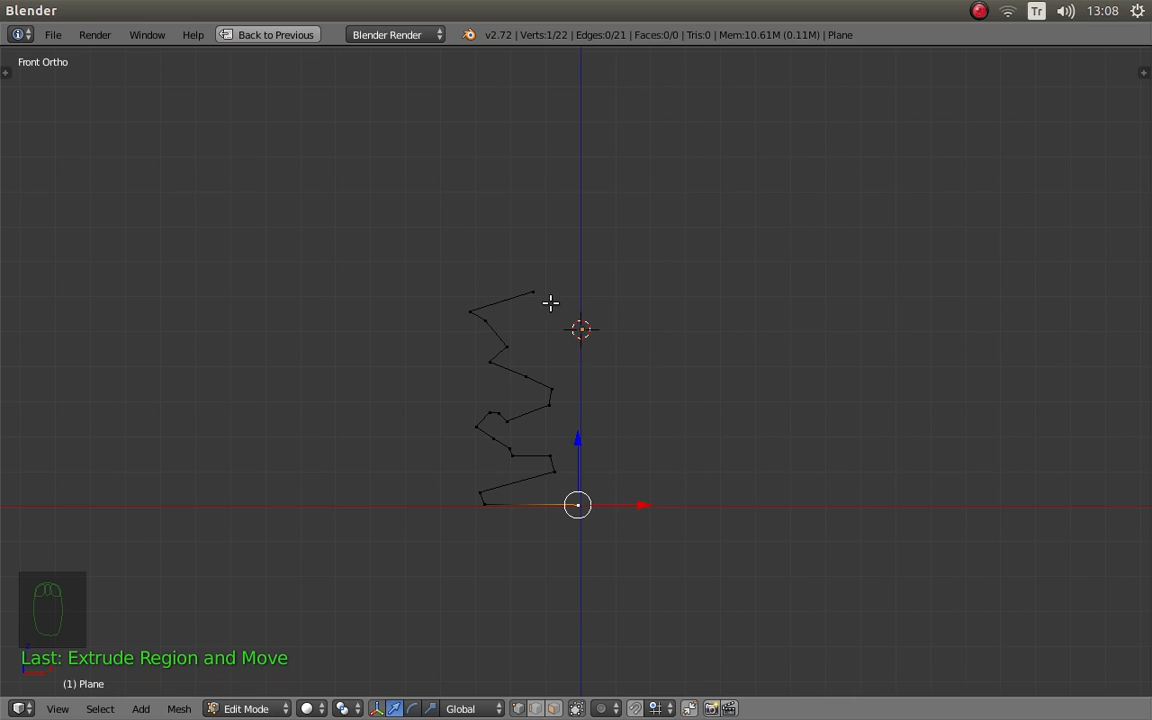 Blender
Tr
13:08
File Render Window Help Back to Previous Blender Render v2.72 | Verts:1/22 | Edges:0/21 | Faces:0/0 | Tris:0 | Mem:10.61M (0.11M) | Plane
Front Ortho
Last: Extrude Region and Move
(1) Plane
View Select Add Mesh Edit Mode Global